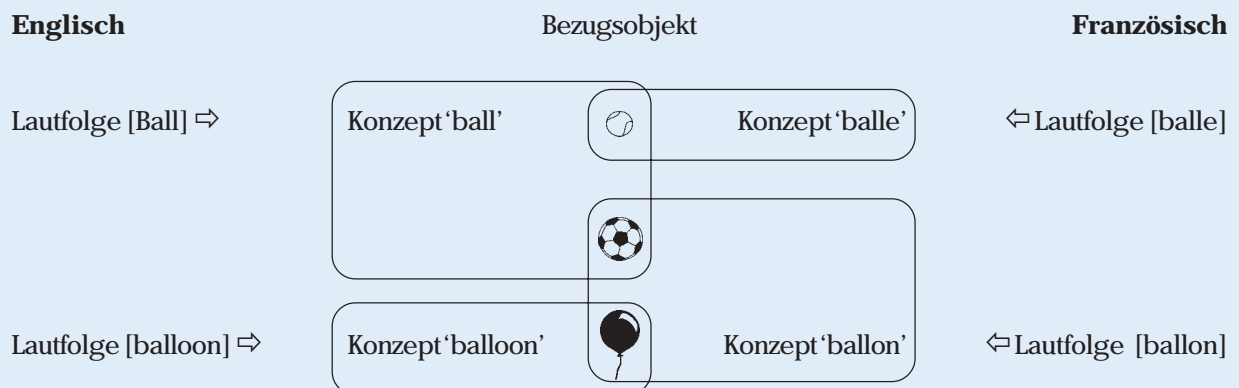 Englisch Bezugsobjekt Französisch
Lautfolge [Ball] ⇨ Konzept ‘ball’ Konzept ‘balle’ ⇦ Lautfolge [balle]
Lautfolge [balloon] ⇨ Konzept ‘balloon’ Konzept ‘ballon’ ⇦ Lautfolge [ballon]